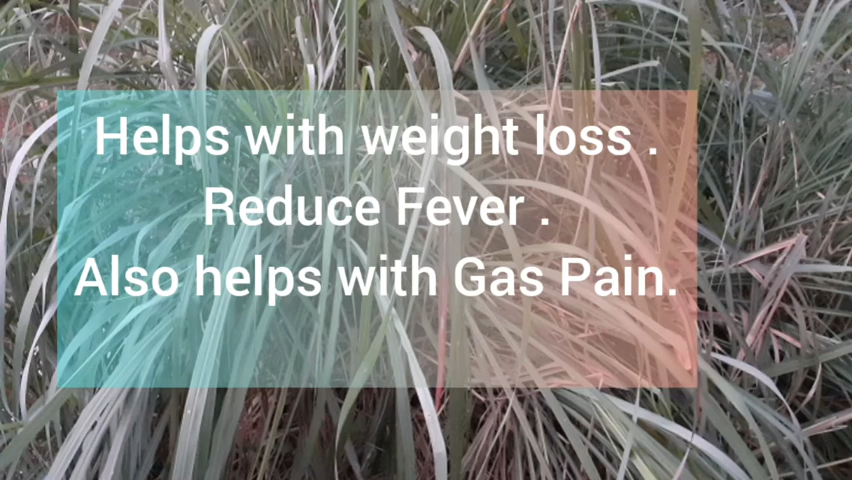 Helps with weight loss .
Reduce Fever .
Also helps with Gas Pain.